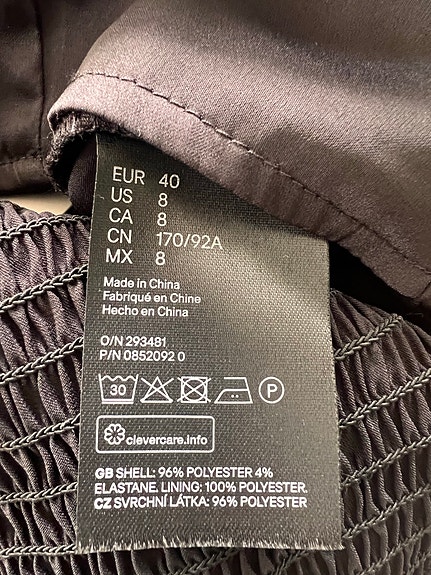 EUR 40
US 8
CA 8
CN 170/92A
MX 8
Made in China
Fabriqué en Chine
Hecho en China
O/N 293481
P/N 0852092 0
30 P
clevercare.info
GB SHELL: 96% POLYESTER 4%
ELASTANE. LINING: 100% POLYESTER.
CZ SVRCHNÍ LÁTKA: 96% POLYESTER